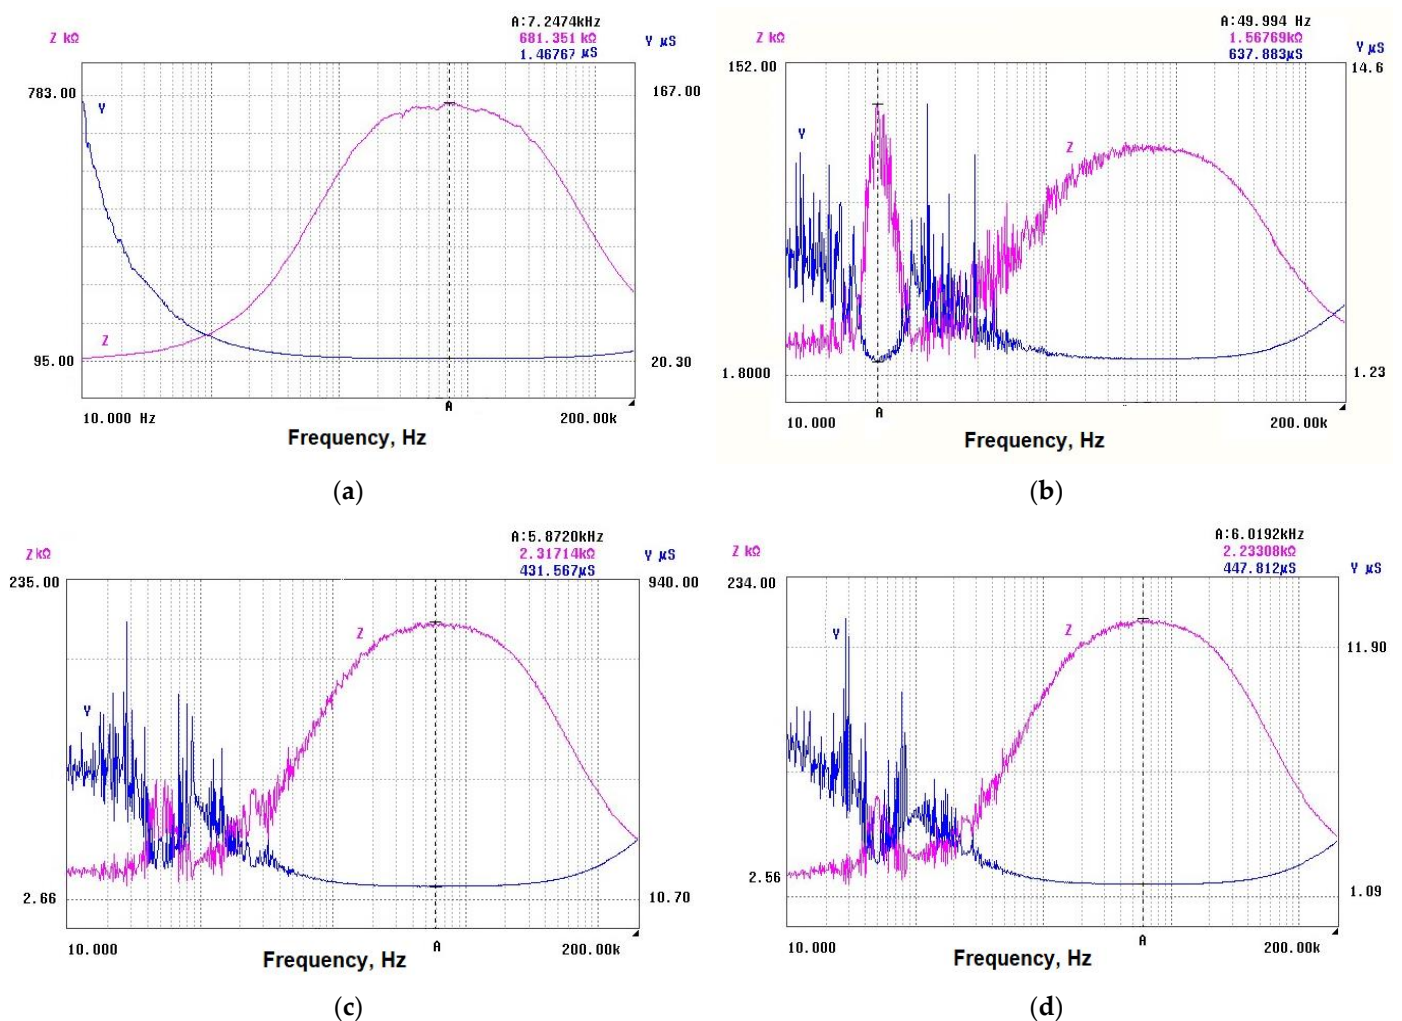 A:7.2474kHz
Z kΩ 681.351 kΩ Y µS
1.46767 µS
783.00 167.00
Y
Z
95.00 20.30
A
10.000 Hz 200.00k
Frequency, Hz
(a)
A:49.994 Hz
Z kΩ 1.56769kΩ
637.883µS Y µS
152.00 14.6
Y
Z
1.8000 1.23
A
10.000 200.00k
Frequency, Hz
(b)
A:5.8720kHz
Z kΩ 2.31714kΩ Y µS
431.567µS
235.00 940.00
Z
Y
2.66 10.70
A
10.000 200.00k
Frequency, Hz
(c)
A:6.0192kHz
Z kΩ 2.23308kΩ
447.812µS Y µS
234.00
Y
Z
11.90
2.56
1.09
A
10.000 200.00k
Frequency, Hz
(d)